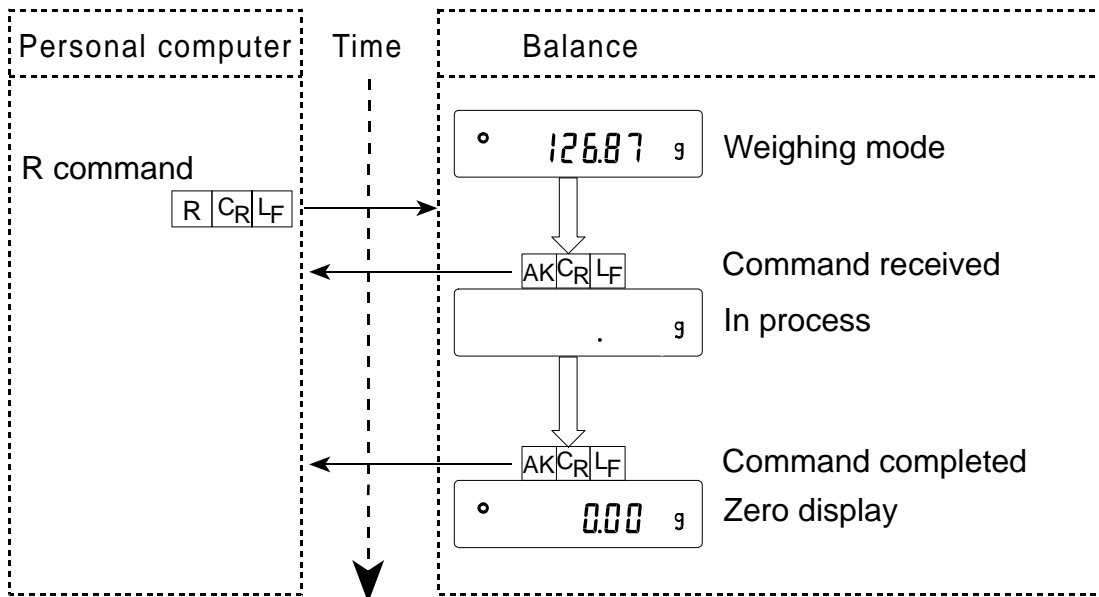 Personal computer Time Balance
126.87 g Weighing mode
R command
R CR LF
AK CR LF Command received
. g In process
AK CR LF Command completed
0.00 g Zero display